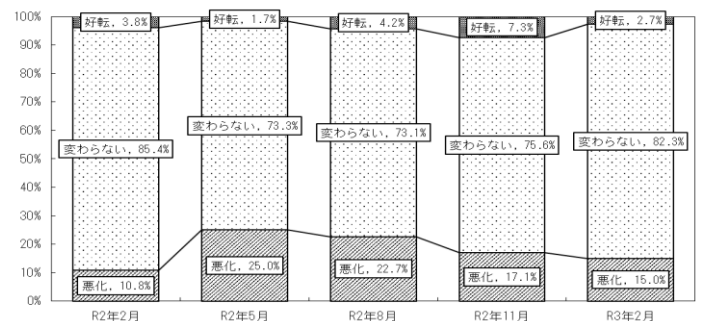 100%
90%
80%
70%
60%
50%
40%
30%
20%
10%
0%
好転, 3.8%
変わらない, 85.4%
悪化, 10.8%
好転, 1.7%
変わらない, 73.3%
悪化, 25.0%
好転, 4.2%
変わらない, 73.1%
悪化, 22.7%
好転, 7.3%
変わらない, 75.6%
悪化, 17.1%
好転, 2.7%
変わらない, 82.3%
悪化, 15.0%
R2年2月
R2年5月
R2年8月
R2年11月
R3年2月